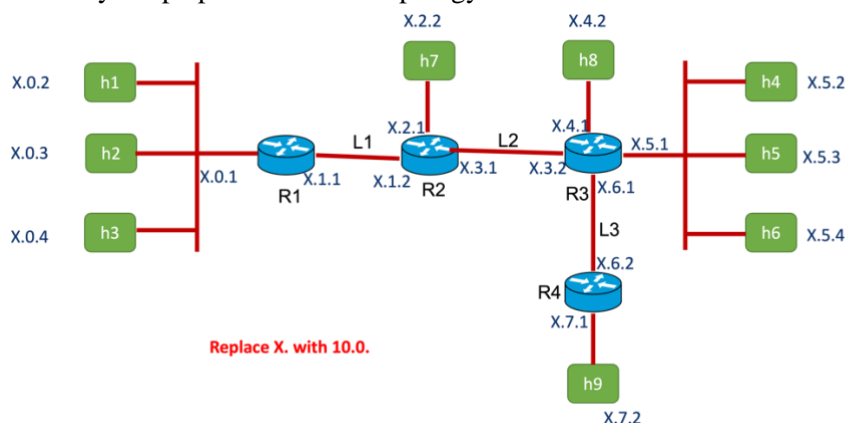 X.2.2
X.4.2
h7
h8
X.0.2
h1
h4
X.5.2
X.2.1
X.4.1
L1
L2
X.5.1
X.0.3
h2
h5
X.5.3
X.0.1
X.1.1
X.1.2
X.3.1
X.3.2
R1
R2
R3
X.6.1
X.0.4
h3
L3
h6
X.5.4
X.6.2
R4
X.7.1
Replace X. with 10.0.
h9
X.7.2